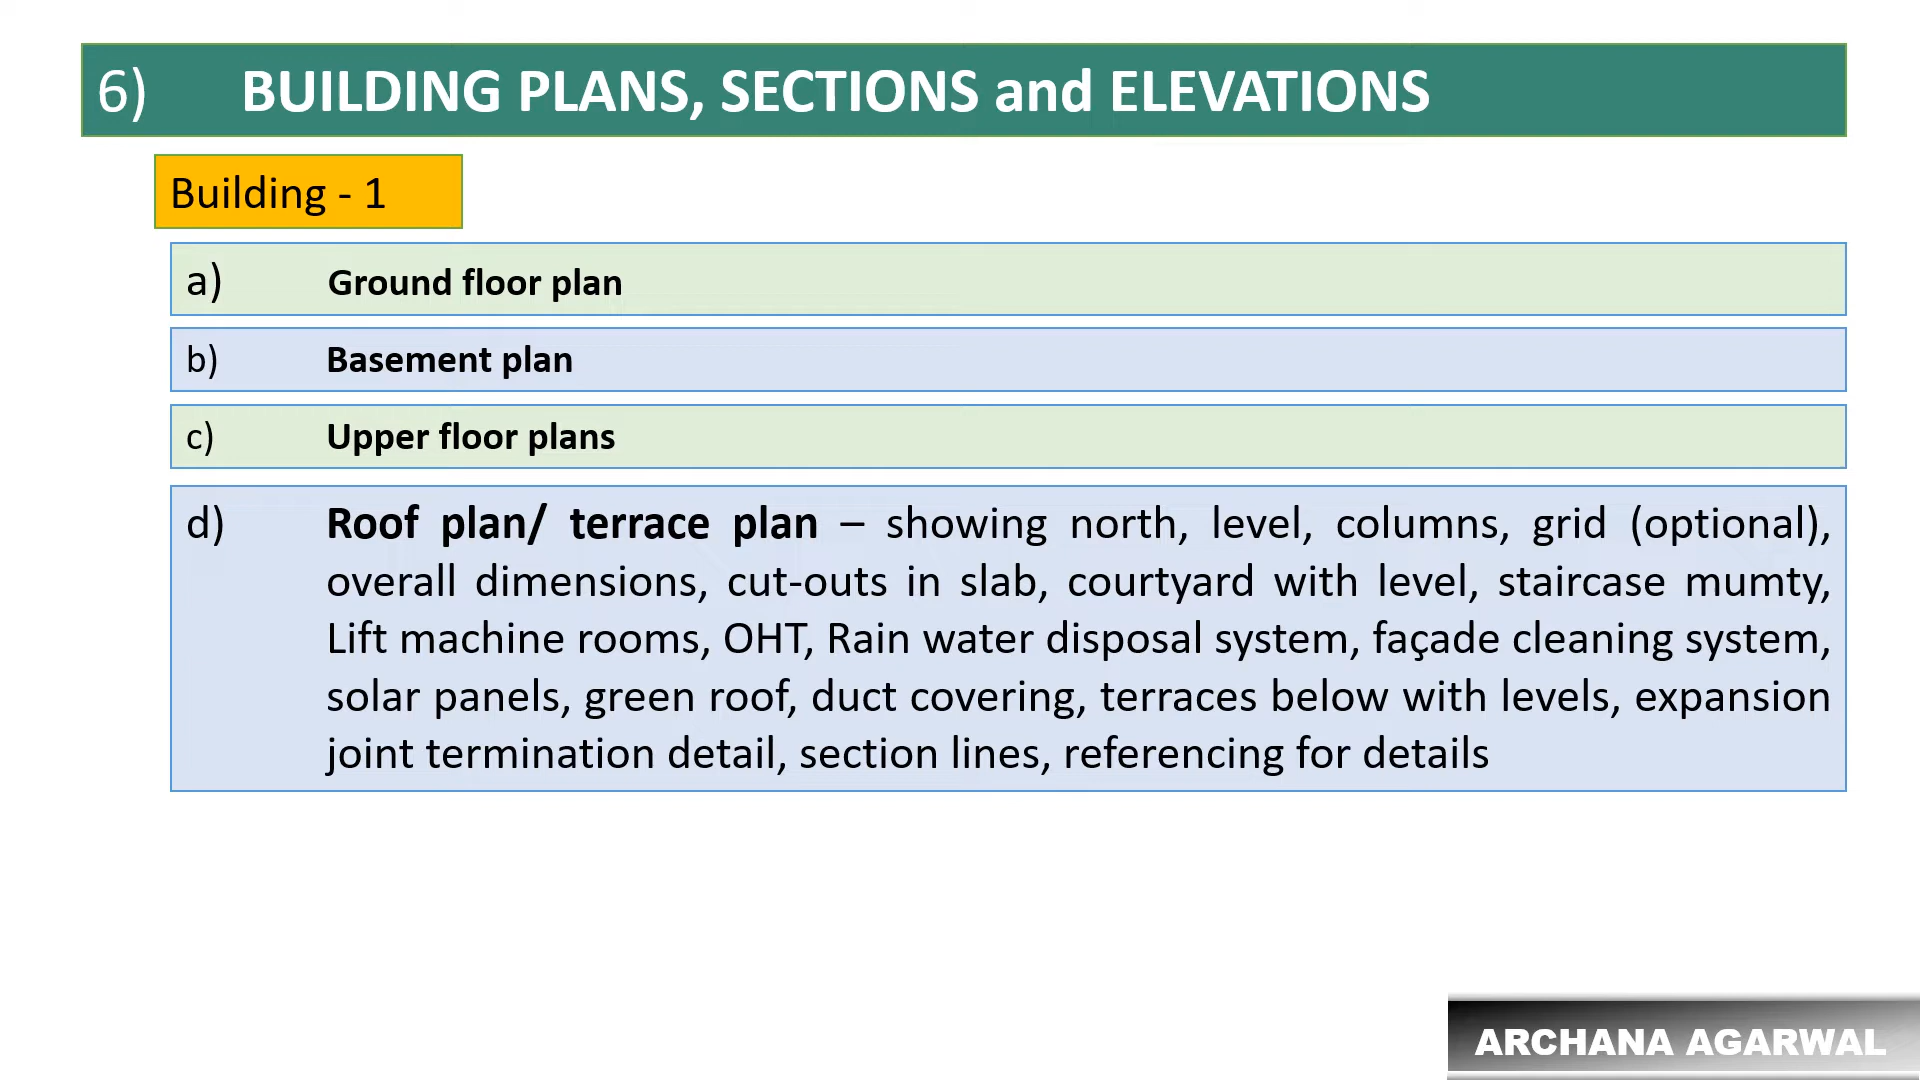 6) BUILDING PLANS, SECTIONS and ELEVATIONS
Building - 1
a) Ground floor plan
b) Basement plan
c) Upper floor plans
d) Roof plan/ terrace plan – showing north, level, columns, grid (optional),
overall dimensions, cut-outs in slab, courtyard with level, staircase mumty,
Lift machine rooms, OHT, Rain water disposal system, façade cleaning system,
solar panels, green roof, duct covering, terraces below with levels, expansion
joint termination detail, section lines, referencing for details
ARCHANA AGARWAL